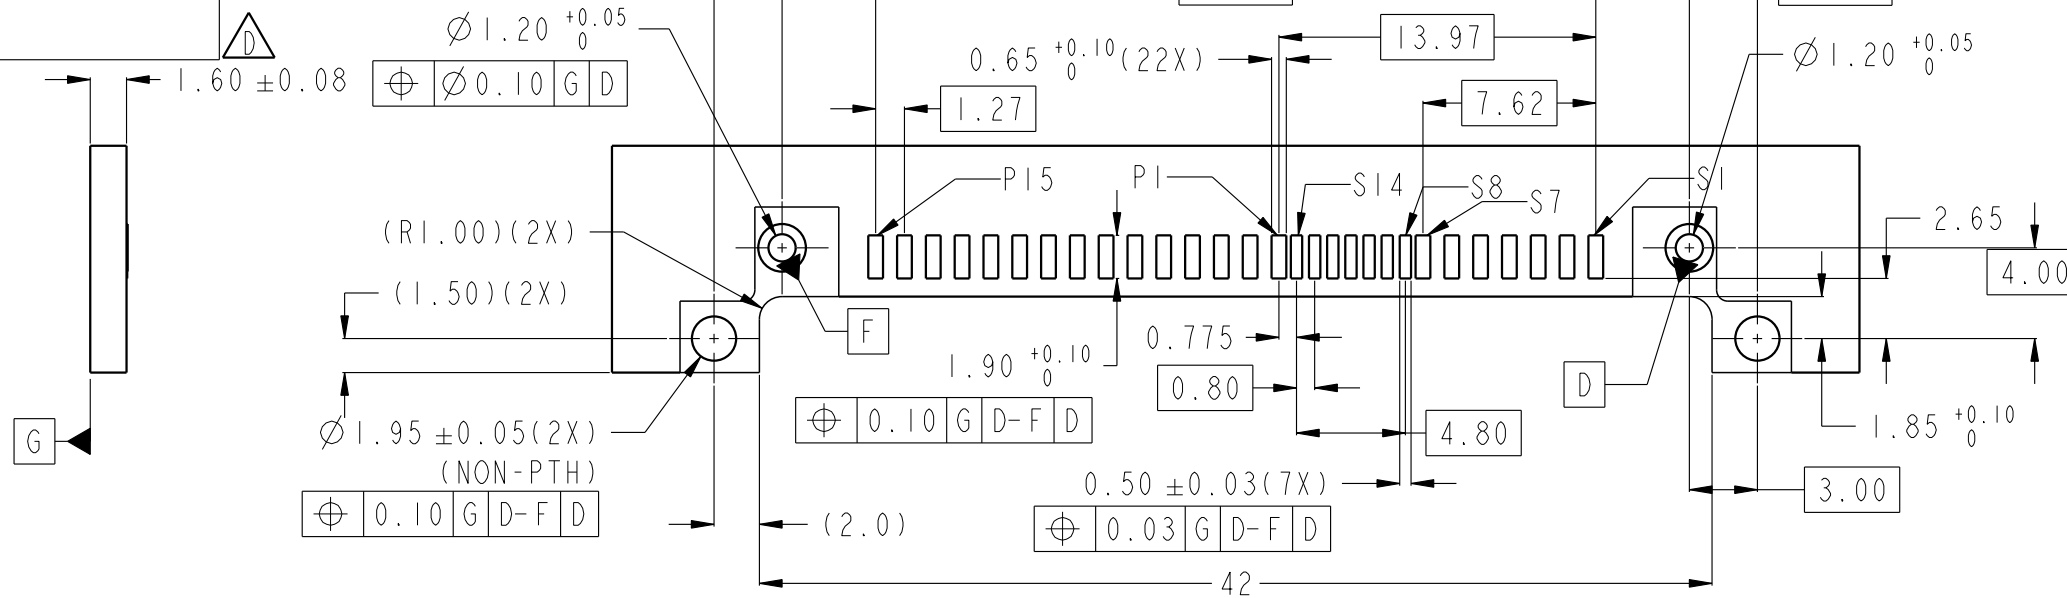 D
Ø1.20 +0.05 0
13.97
0.65 +0.10 0 (22X)
Ø1.20 +0.05 0
1.60 ±0.08
Ø0.10 G D
1.27
7.62
P15
P1
S14
S8
S7
S1
2.65
(R1.00)(2X)
4.00
(1.50)(2X)
F
0.775
1.90 +0.10 0
0.80
D
0.10 G D-F D
1.85 +0.10 0
G
Ø1.95 ±0.05(2X)
(NON-PTH)
4.80
0.50 ±0.03(7X)
3.00
0.10 G D-F D
(2.0)
0.03 G D-F D
42